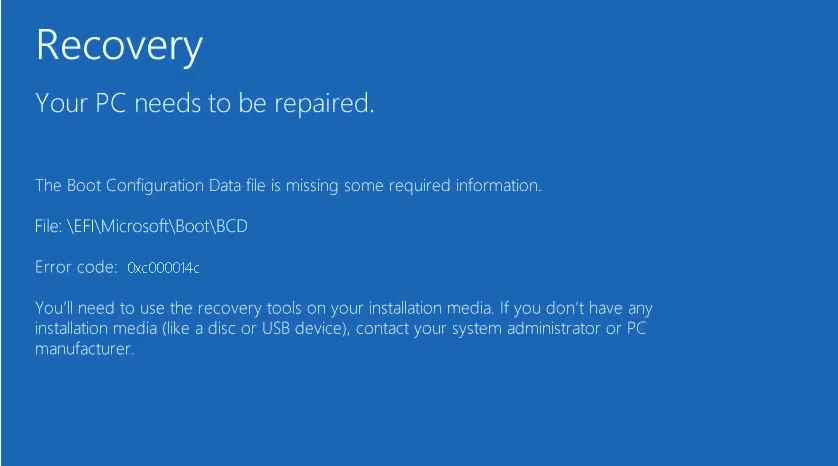 Recovery
Your PC needs to be repaired.
The Boot Configuration Data file is missing some required information.
File: \EFI\Microsoft\Boot\BCD
Error code: 0xc000014c
You'll need to use the recovery tools on your installation media. If you don't have any
installation media (like a disc or USB device), contact your system administrator or PC
manufacturer.